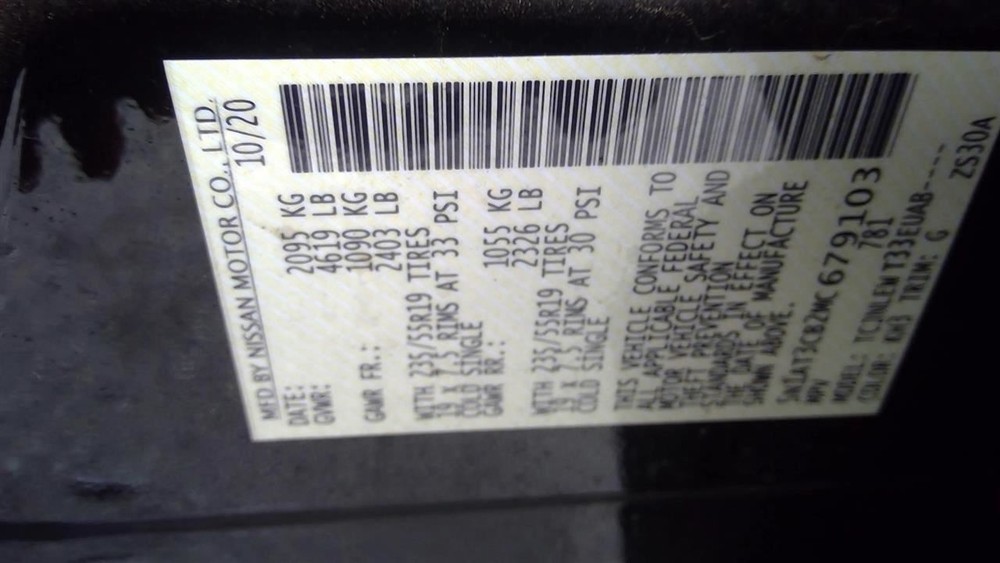 MFD BY NISSAN MOTOR CO., LTD.
DATE: 10/20
GVWR: 2095 KG
4619 LB
GAWR FR.: 1090 KG
2403 LB
WITH 235/55R19 TIRES
19 X 7.5 RIMS AT 33 PSI
COLD SINGLE
GAWR RR.: 1055 KG
2326 LB
WITH 235/55R19 TIRES
19 X 7.5 RIMS AT 30 PSI
COLD SINGLE
THIS VEHICLE CONFORMS TO
ALL APPLICABLE FEDERAL
MOTOR VEHICLE SAFETY AND
THEFT PREVENTION
STANDARDS IN EFFECT ON
THE DATE OF MANUFACTURE
SHOWN ABOVE.
5N1AT3CB2MC679103
MPV 781
MODEL: TC3NLEW T33EUAB----
COLOR: KH3 TRIM: G ZS30A